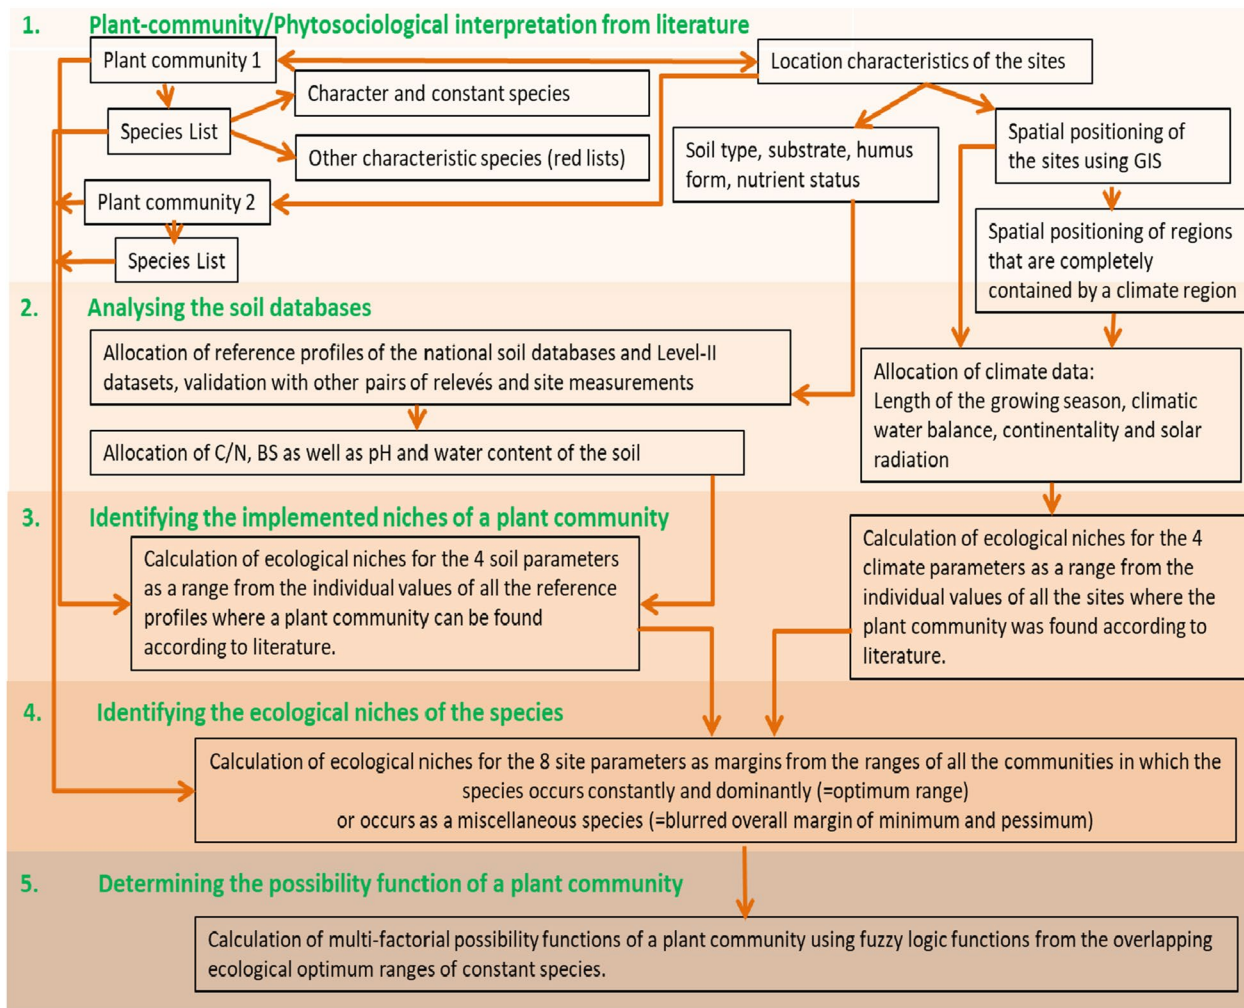 1. Plant-community/Phytosociological interpretation from literature
Plant community 1
Location characteristics of the sites
Character and constant species
Species List
Other characteristic species (red lists)
Soil type, substrate, humus
form, nutrient status
Spatial positioning of
the sites using GIS
Plant community 2
Species List
Spatial positioning of regions
that are completely
contained by a climate region
2. Analysing the soil databases
Allocation of reference profiles of the national soil databases and Level-II
datasets, validation with other pairs of relevés and site measurements
Allocation of climate data:
Length of the growing season, climatic
water balance, continentality and solar
radiation
Allocation of C/N, BS as well as pH and water content of the soil
3. Identifying the implemented niches of a plant community
Calculation of ecological niches for the 4 soil parameters
as a range from the individual values of all the reference
profiles where a plant community can be found
according to literature.
Calculation of ecological niches for the 4
climate parameters as a range from the
individual values of all the sites where the
plant community was found according to
literature.
4. Identifying the ecological niches of the species
Calculation of ecological niches for the 8 site parameters as margins from the ranges of all the communities in which the
species occurs constantly and dominantly (=optimum range)
or occurs as a miscellaneous species (=blurred overall margin of minimum and pessimum)
5. Determining the possibility function of a plant community
Calculation of multi-factorial possibility functions of a plant community using fuzzy logic functions from the overlapping
ecological optimum ranges of constant species.